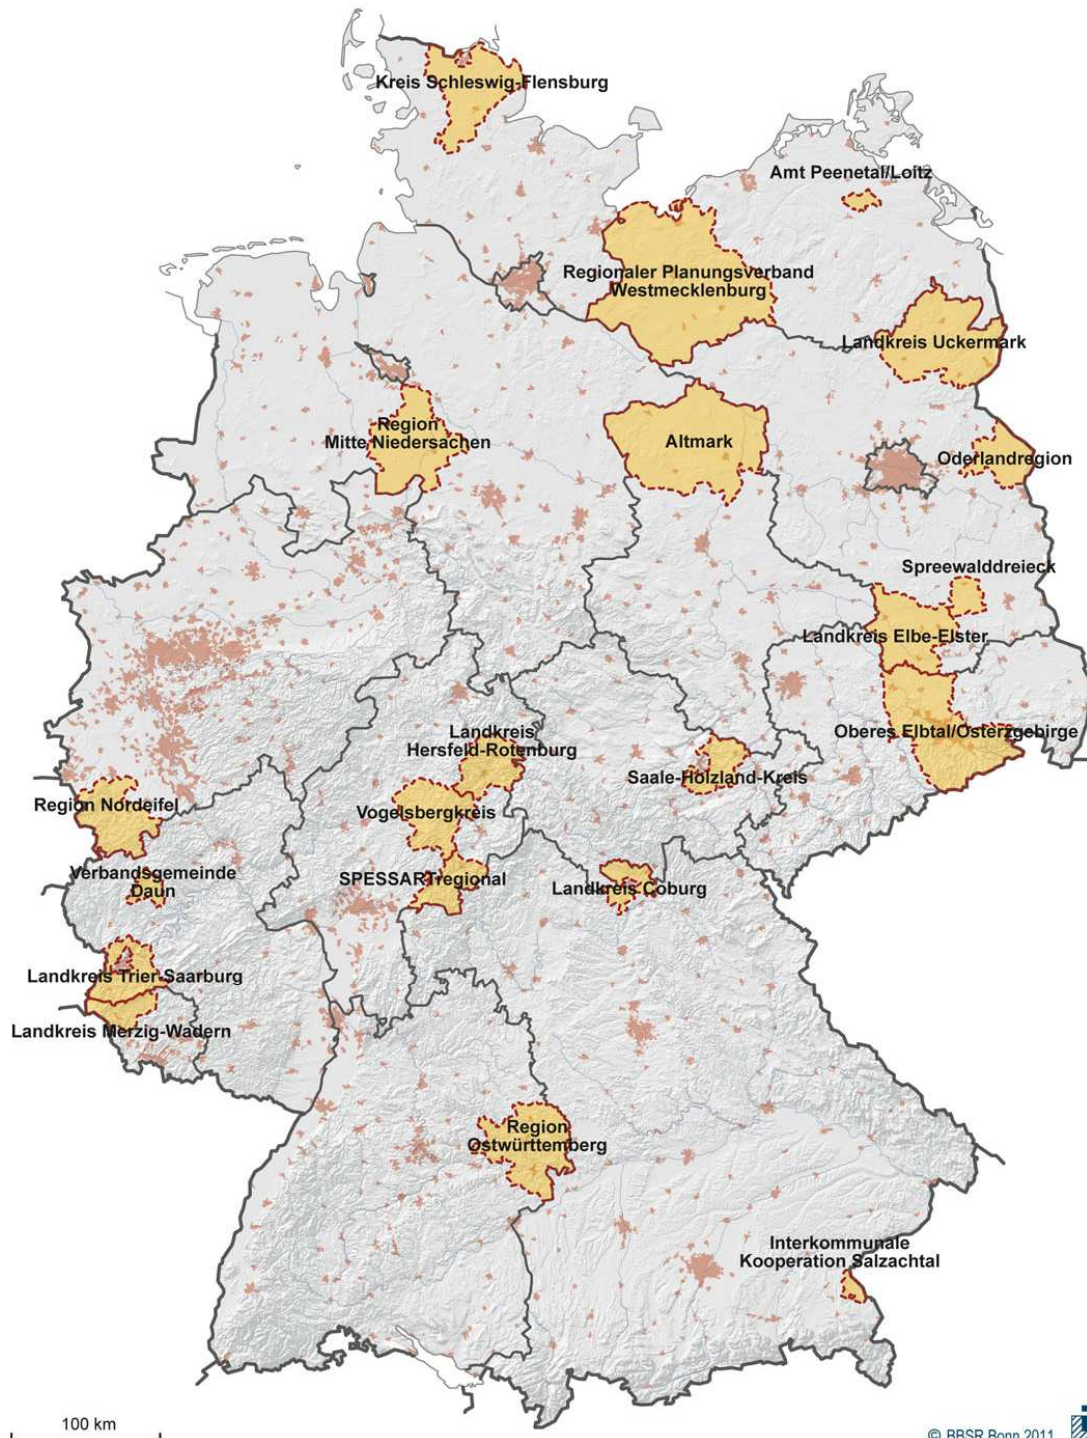 Kreis Schleswig-Flensburg
Amt Peenetal/Loitz
Regionaler Planungsverband
Westmecklenburg
Landkreis Uckermark
Region
Mitte Niedersachen
Altmark
Oderlandregion
Spreewalddreieck
Landkreis Elbe-Elster
Oberes Elbtal/Osterzgebirge
Landkreis
Hersfeld-Rotenburg
Saale-Holzland-Kreis
Region Nordeifel
Vogelsbergkreis
Verbandsgemeinde
Daun
SPESSARTregional
Landkreis Coburg
Landkreis Trier-Saarburg
Landkreis Merzig-Wadern
Region
Ostwürttemberg
Interkommunale
Kooperation Salzachtal
100 km
© BBSR Bonn 2011